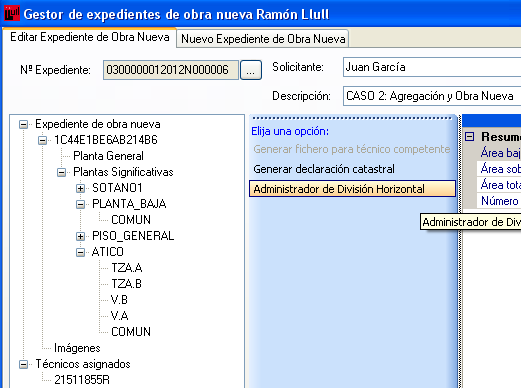 Gestor de expedientes de obra nueva Ramón Llull
Editar Expediente de Obra Nueva
Nuevo Expediente de Obra Nueva
Nº Expediente:
0300000012012N000006
...
Solicitante:
Juan García
Descripción:
CASO 2: Agregación y Obra Nueva
Expediente de obra nueva
1C44E1BE6AB214B6
Planta General
Plantas Significativas
SOTANO1
PLANTA_BAJA
COMUN
PISO_GENERAL
ATICO
TZA.A
TZA.B
V.B
V.A
COMUN
Imágenes
Técnicos asignados
21511855R
Elija una opción:
Generar fichero para técnico competente
Generar declaración catastral
Administrador de División Horizontal
Resume
Área baj
Área sob
Área tota
Número
Administrador de Div